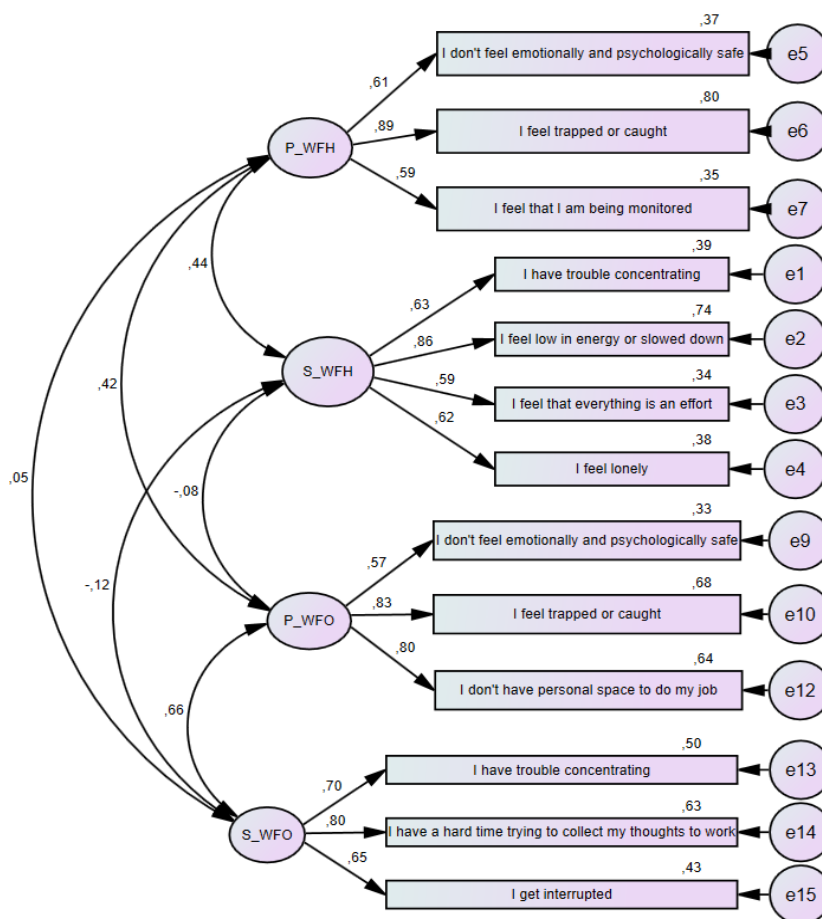 ,37
I don't feel emotionally and psychologically safe
e5
,61
,80
,89
I feel trapped or caught
e6
P_WFH
,59
,35
I feel that I am being monitored
e7
,39
,44
I have trouble concentrating
e1
,63
,74
,86
I feel low in energy or slowed down
e2
S_WFH
,59
,34
,42
I feel that everything is an effort
e3
,62
,38
I feel lonely
e4
,05
-,08
,33
I don't feel emotionally and psychologically safe
e9
,57
-,12
,68
,83
I feel trapped or caught
e10
P_WFO
,80
,64
I don't have personal space to do my job
e12
,66
,50
I have trouble concentrating
e13
,70
,63
,80
I have a hard time trying to collect my thoughts to work
e14
S_WFO
,65
,43
I get interrupted
e15